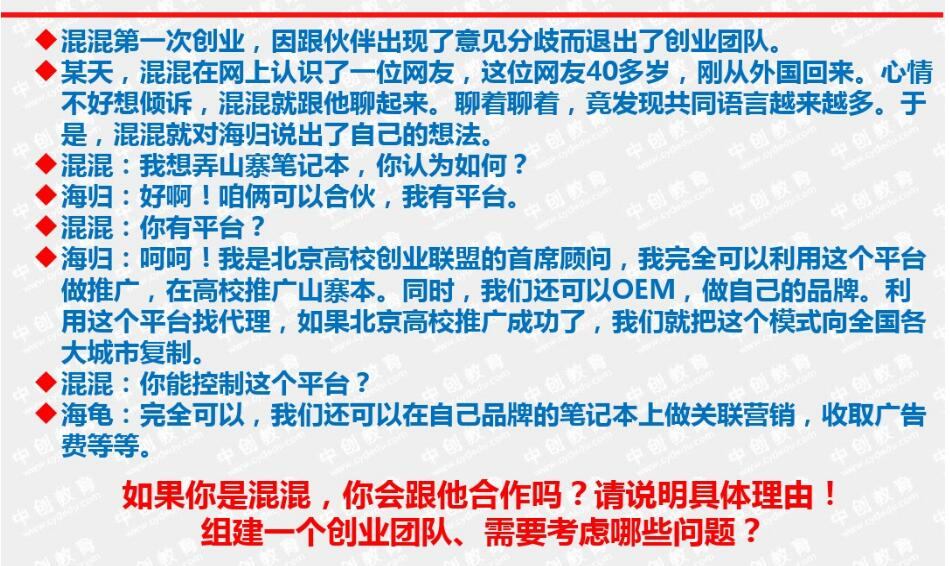 ◆混混第一次创业，因跟伙伴出现了意见分歧而退出了创业团队。
◆某天，混混在网上认识了一位网友，这位网友40多岁，刚从外国回来。心情
不好想倾诉，混混就跟他聊起来。聊着聊着，竟发现共同语言越来越多。于
是，混混就对海归说出了自己的想法。
◆混混：我想弄山寨笔记本，你认为如何？
◆海归：好啊！咱俩可以合伙，我有平台。
◆混混：你有平台？
◆海归：呵呵！我是北京高校创业联盟的首席顾问，我完全可以利用这个平台
做推广，在高校推广山寨本。同时，我们还可以OEM，做自己的品牌。利
用这个平台找代理，如果北京高校推广成功了，我们就把这个模式向全国各
大城市复制。
◆混混：你能控制这个平台？
◆海龟：完全可以，我们还可以在自己品牌的笔记本上做关联营销，收取广告
费等等。
如果你是混混，你会跟他合作吗？请说明具体理由！
组建一个创业团队、需要考虑哪些问题？
中创教育